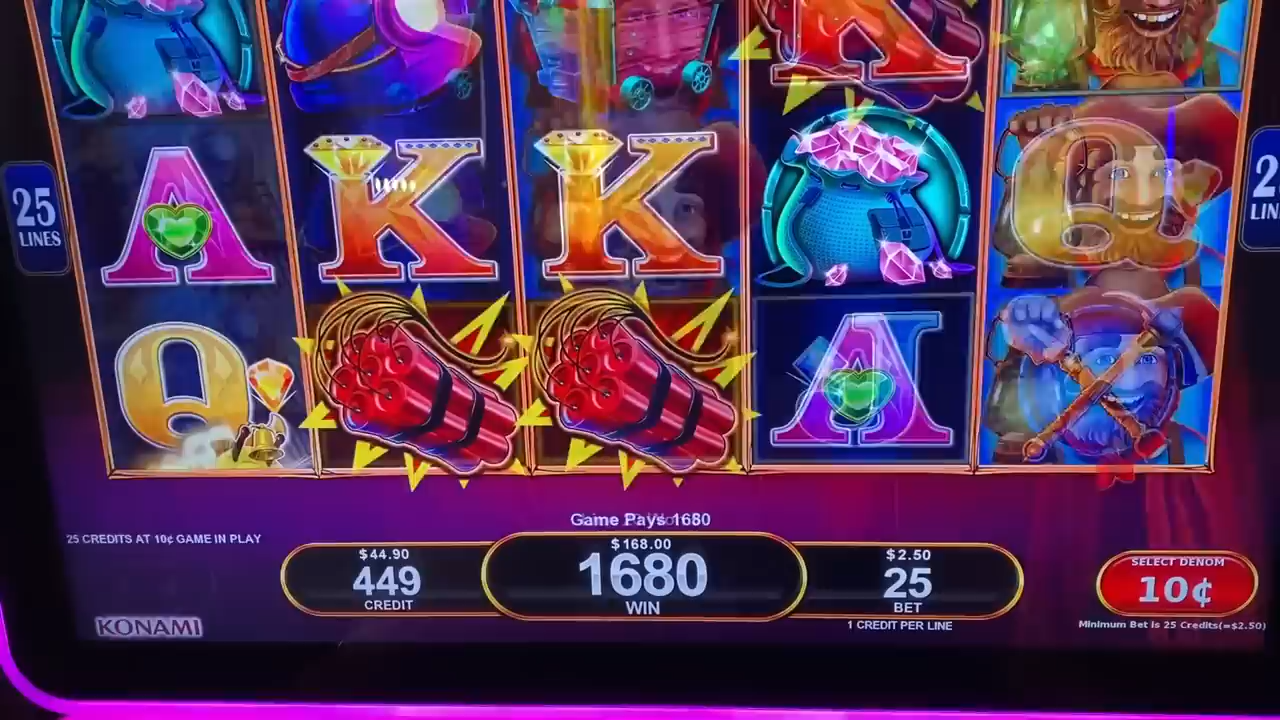 25
LINES
A
K
K
Q
Q
A
Game Pays 1680
25 CREDITS AT 10¢ GAME IN PLAY
$44.90
449
CREDIT
$168.00
1680
WIN
$2.50
25
BET
1 CREDIT PER LINE
SELECT DENOM
10¢
Minimum Bet is 25 Credits(=$2.50)
KONAMI